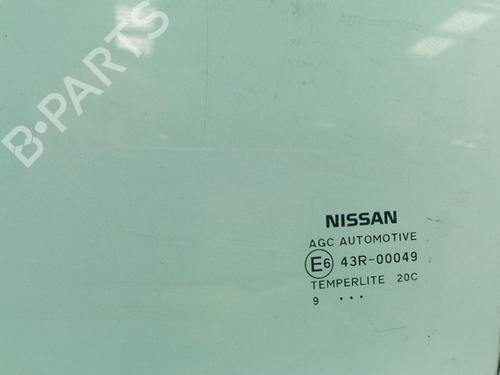 B-PARTS
NISSAN
AGC AUTOMOTIVE
E6 43R-00049
TEMPERLITE 20C
9 ...